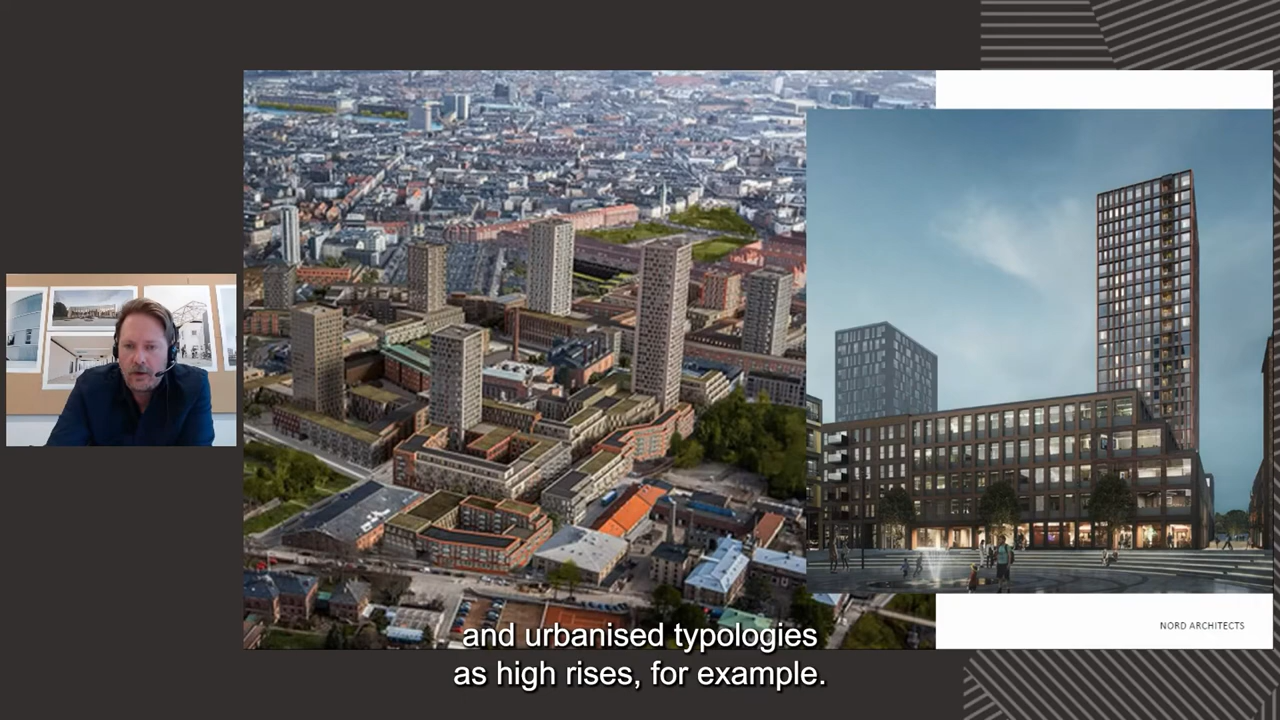 NORD ARCHITECTS
and urbanised typologies
as high rises, for example.